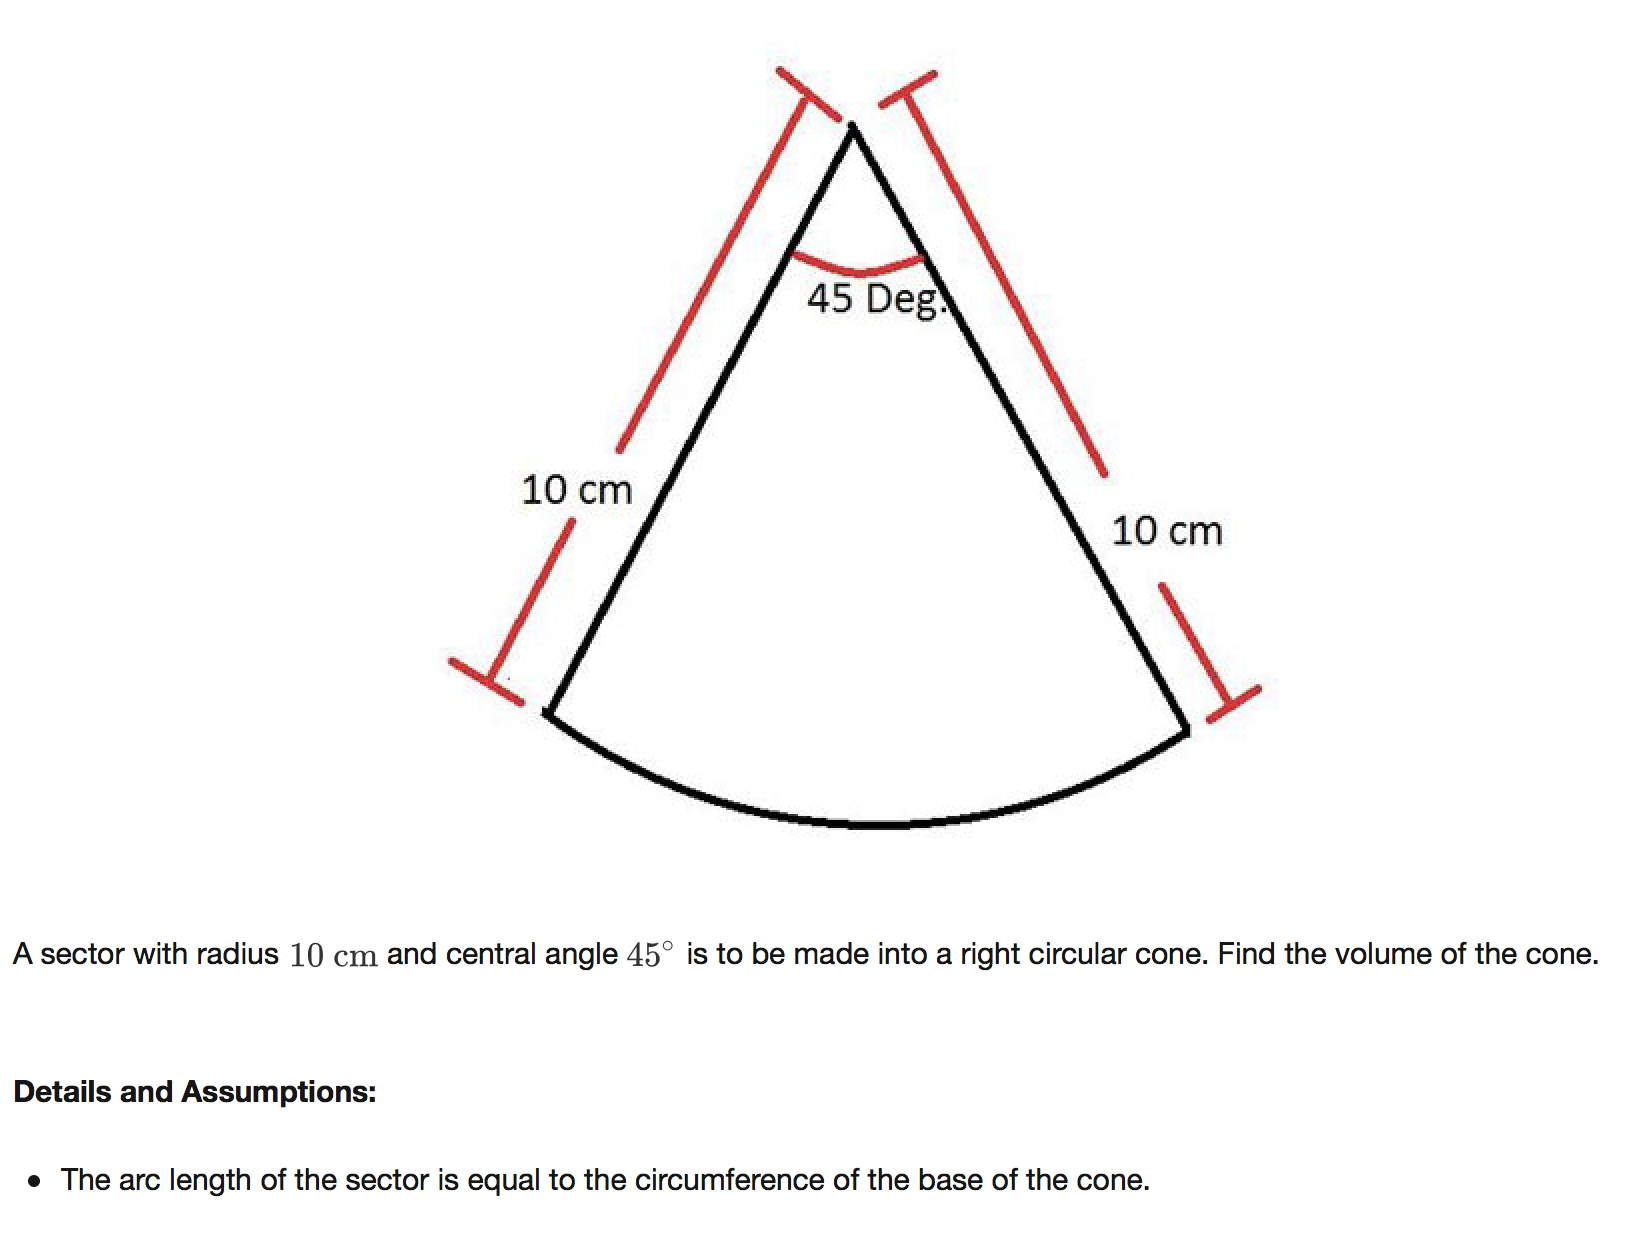 45 Deg.
10 cm
10 cm
A sector with radius 10 cm and central angle 45° is to be made into a right circular cone. Find the volume of the cone.
Details and Assumptions:
• The arc length of the sector is equal to the circumference of the base of the cone.